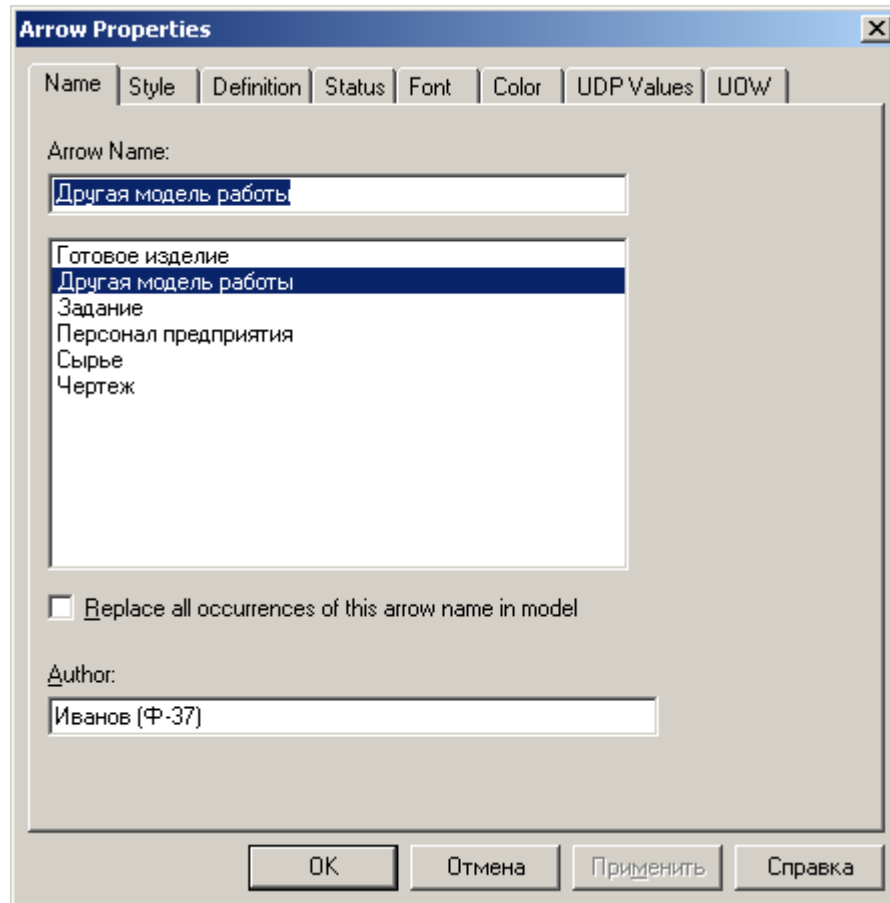 Arrow Properties
Name Style Definition Status Font Color UDP Values UOW
Arrow Name:
Другая модель работы
Готовое изделие
Другая модель работы
Задание
Персонал предприятия
Сырье
Чертеж
Replace all occurrences of this arrow name in model
Author:
Иванов (Ф-37)
OK Отмена Применить Справка